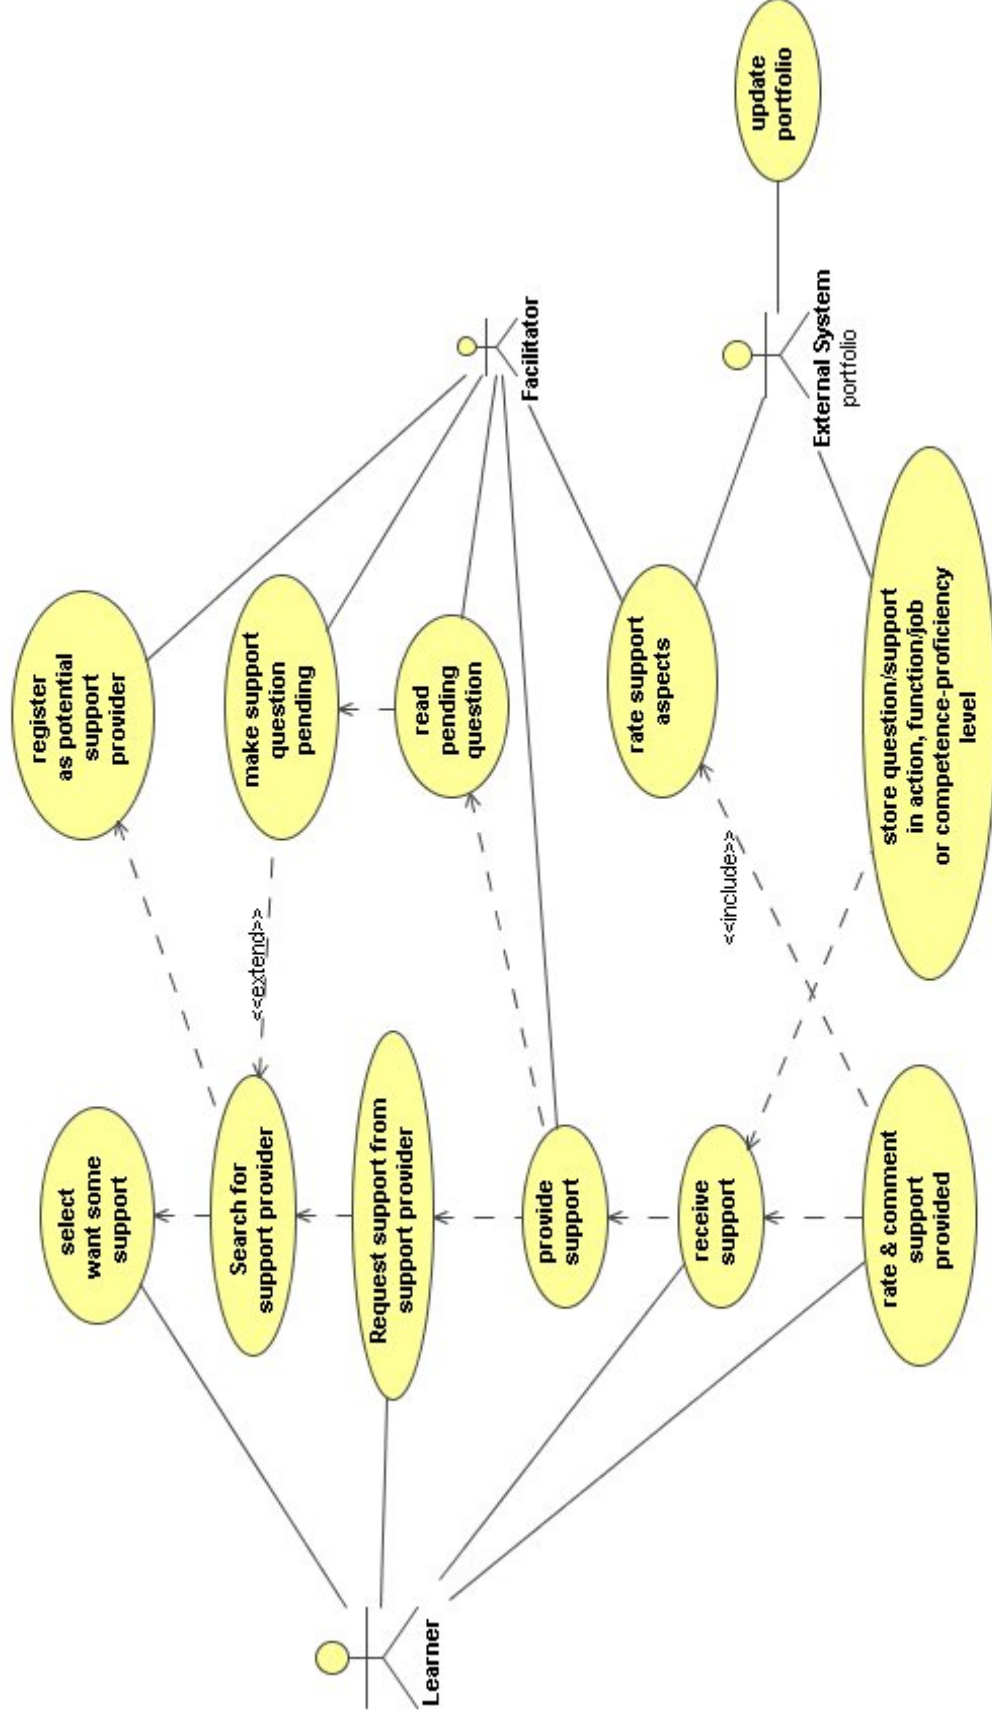 select
want some
support
Search for
support provider
Request support from
support provider
provide
support
receive
support
rate & comment
support
provided
Learner
<<extend>>
<<include>>
register
as potential
support
provider
make support
question
pending
read
pending
question
rate support
aspects
store question/support
in action, function/job
or competence-proficiency
level
Facilitator
External System
portfolio
update
portfolio